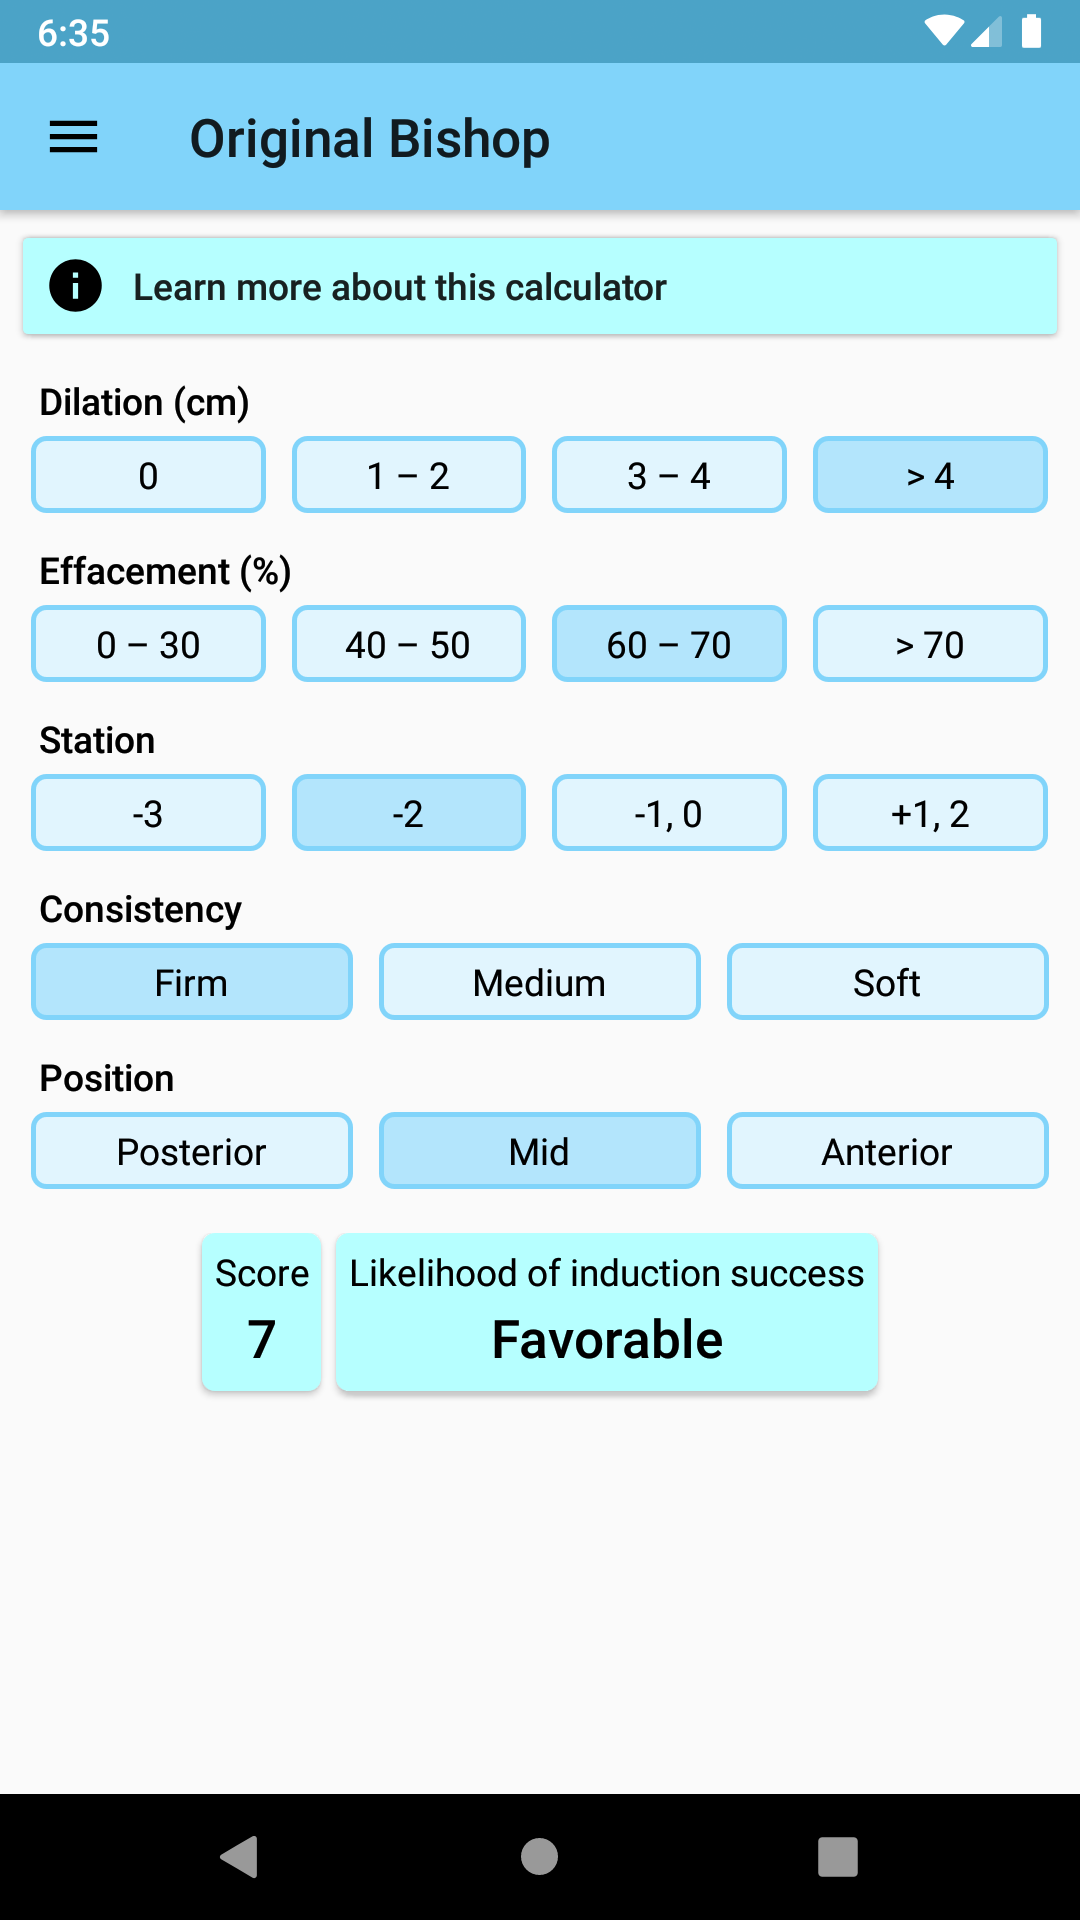 6:35
Original Bishop
Learn more about this calculator
Dilation (cm)
0 1 – 2 3 – 4 > 4
Effacement (%)
0 – 30 40 – 50 60 – 70 > 70
Station
-3 -2 -1, 0 +1, 2
Consistency
Firm Medium Soft
Position
Posterior Mid Anterior
Score Likelihood of induction success
7 Favorable